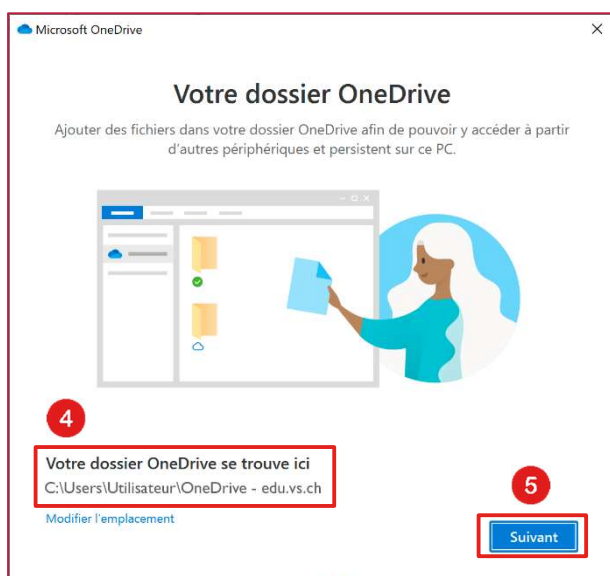 Microsoft OneDrive
Votre dossier OneDrive
Ajouter des fichiers dans votre dossier OneDrive afin de pouvoir y accéder à partir
d'autres périphériques et persistent sur ce PC.
4
Votre dossier OneDrive se trouve ici
C:\Users\Utilisateur\OneDrive - edu.vs.ch
5
Modifier l'emplacement
Suivant